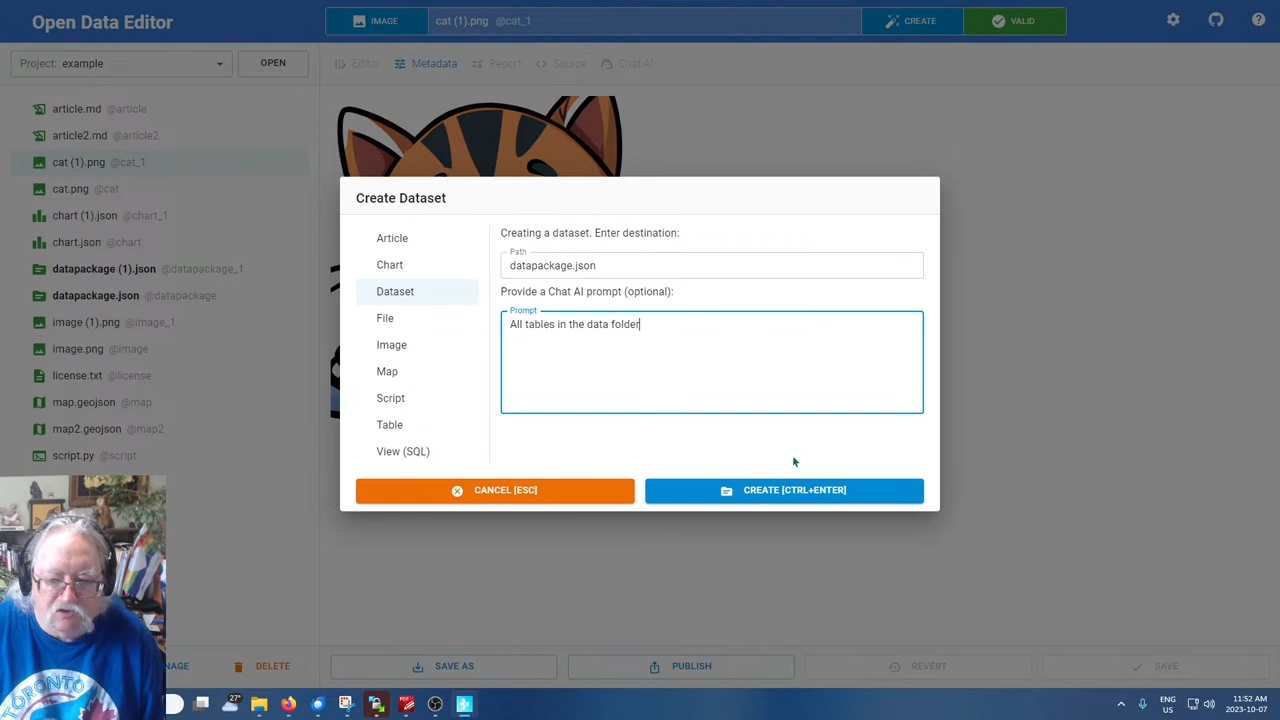 Open Data Editor
IMAGE
cat (1).png @cat_1
CREATE
VALID
Project: example
OPEN
Editor
Metadata
Report
Source
Chat AI
article.md @article
article2.md @article2
cat (1).png @cat_1
cat.png @cat
chart (1).json @chart_1
chart.json @chart
datapackage (1).json @datapackage_1
datapackage.json @datapackage
image (1).png @image_1
image.png @image
license.txt @license
map.geojson @map
map2.geojson @map2
script.py @script
Create Dataset
Article
Chart
Dataset
File
Image
Map
Script
Table
View (SQL)
Creating a dataset. Enter destination:
Path
datapackage.json
Provide a Chat AI prompt (optional):
Prompt
All tables in the data folder
CANCEL [ESC]
CREATE [CTRL+ENTER]
NAGE
DELETE
SAVE AS
PUBLISH
REVERT
SAVE
TORONTO
27°
ENG
US
11:52 AM
2023-10-07